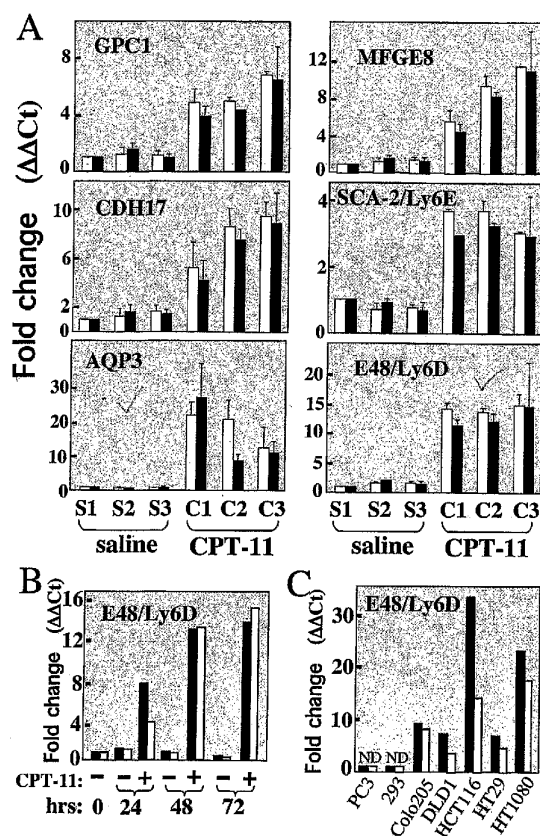 A
GPC1
8
4
0
MFGE8
12
8
4
0
CDH17
10
6
2
0
SCA-2/Ly6E
4
2
0
AQP3
30
20
10
0
E48/Ly6D
20
15
10
5
0
Fold change (ΔΔCt)
S1 S2 S3 C1 C2 C3
saline CPT-11
S1 S2 S3 C1 C2 C3
saline CPT-11
B
E48/Ly6D
Fold change (ΔΔCt)
16
12
8
4
0
CPT-11: − − + − + − +
hrs: 0 24 48 72
C
E48/Ly6D
Fold change (ΔΔCt)
30
20
10
0
ND ND
PC3 293 Colo205 DLD1 HCT116 HT29 HT1080